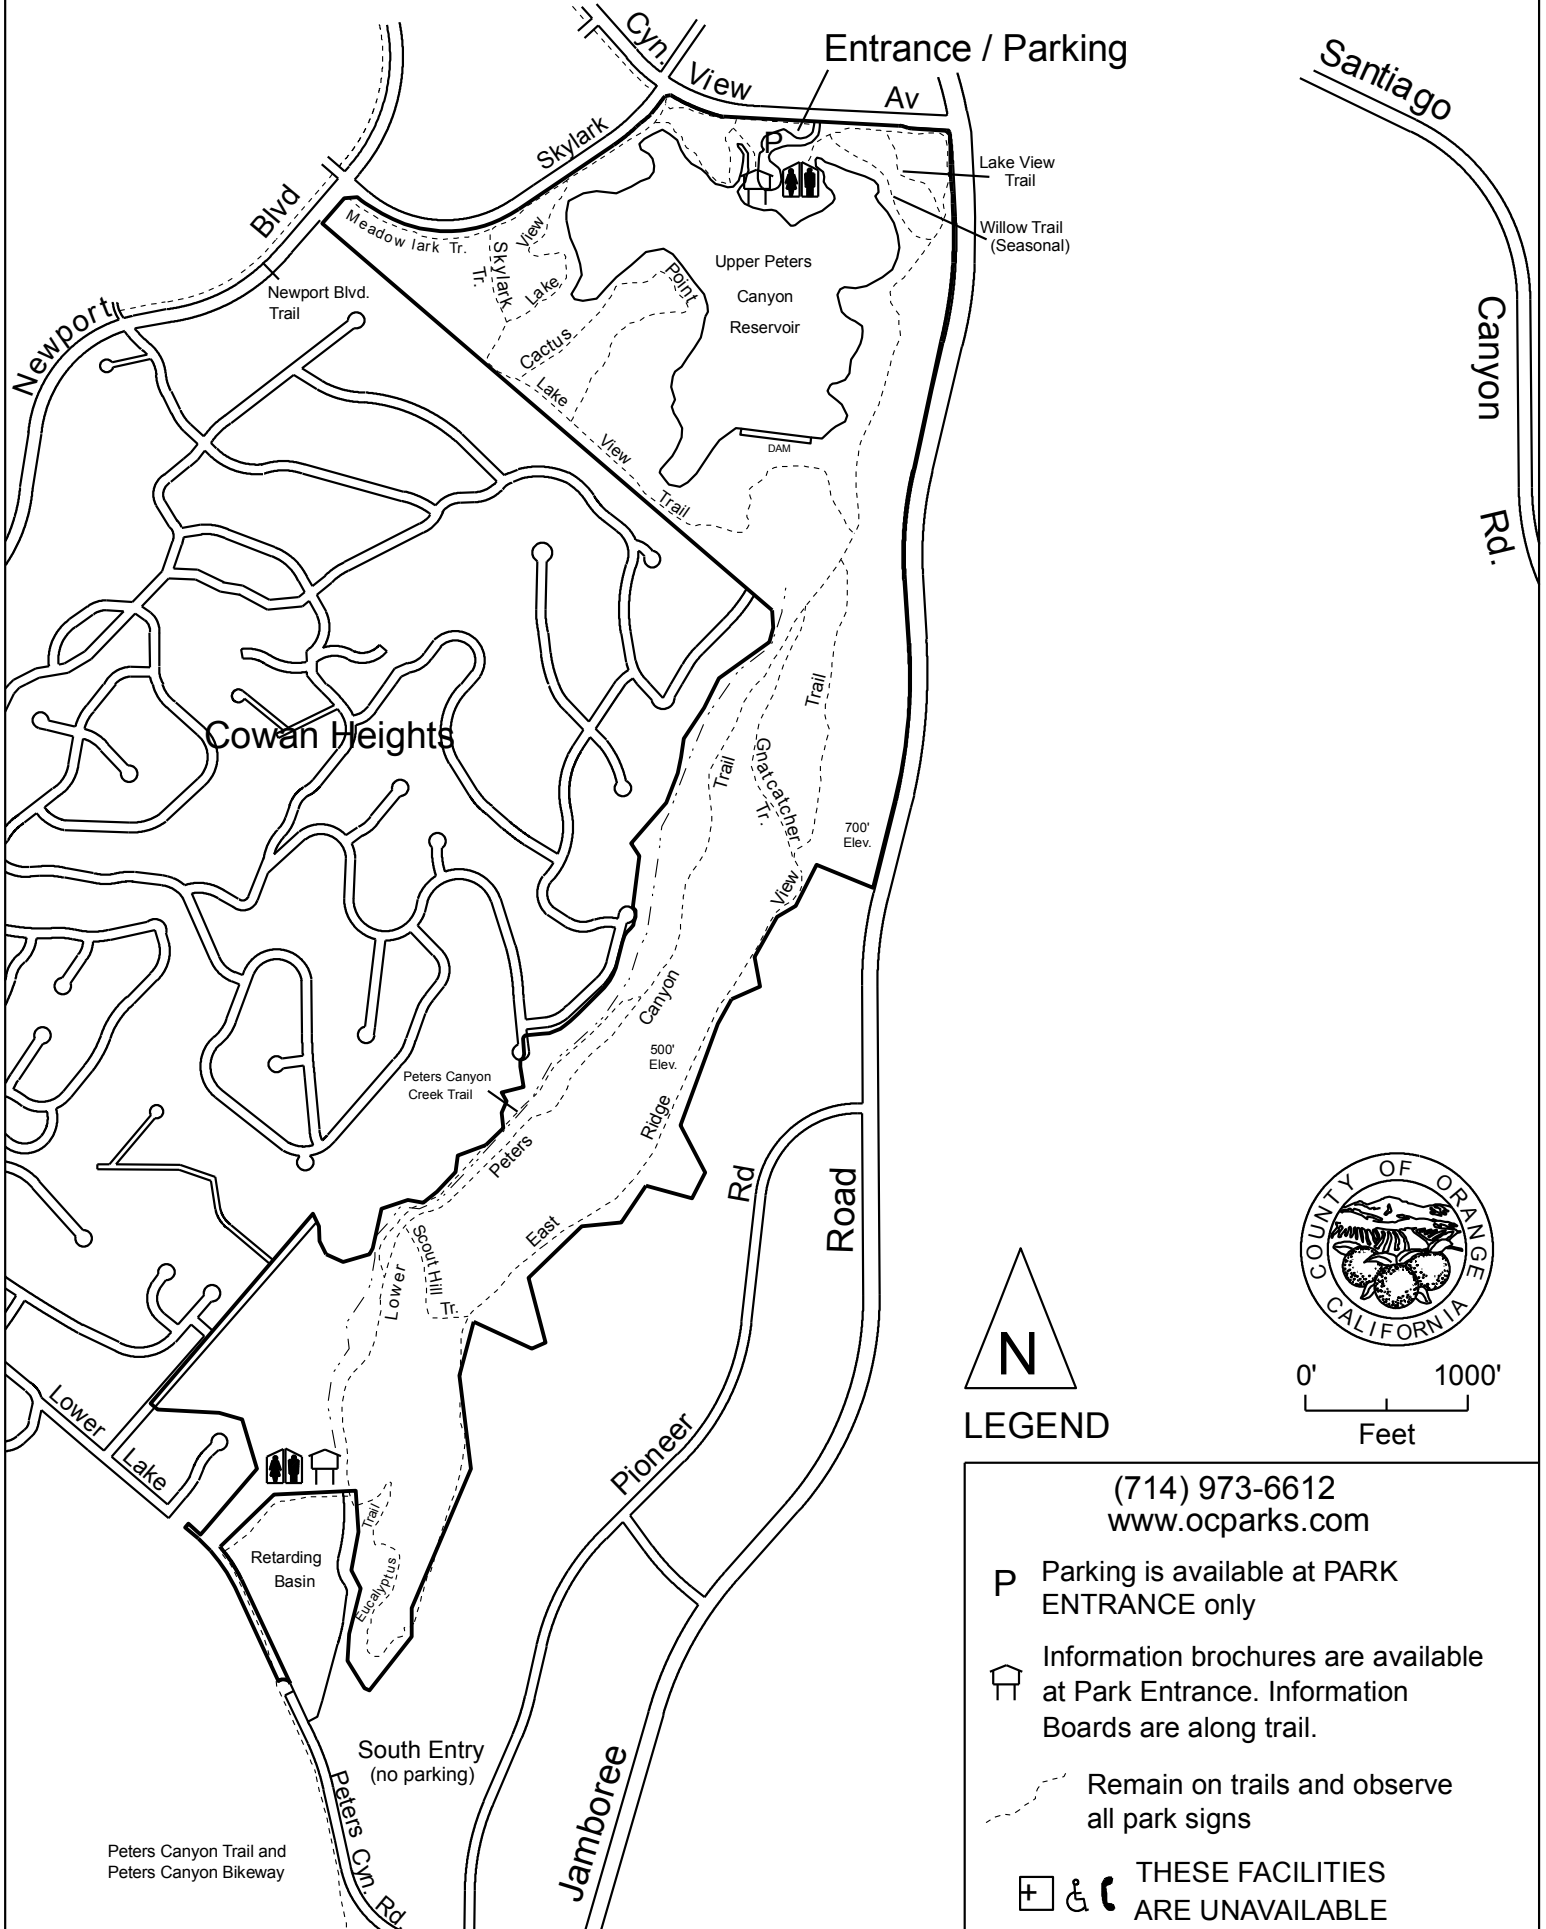 Cyn. View Av
Entrance / Parking
Santiago
Canyon
Rd.
Skylark
P
Lake View
Trail
Willow Trail
(Seasonal)
Blvd
Newport
Newport Blvd.
Trail
Meadow lark Tr.
Skylark
Tr.
View
Lake
Point
Cactus
Upper Peters
Canyon
Reservoir
DAM
Lake
View
Trail
Cowan Heights
Trail
Trail
Gnatcatcher
Tr.
700'
Elev.
View
Canyon
500'
Elev.
Peters Canyon
Creek Trail
Ridge
Peters
East
Scout Hill
Tr.
Lower
Rd
Road
Pioneer
Jamboree
Lower
Lake
Trail
Eucalyptus
Retarding
Basin
South Entry
(no parking)
Peters Cyn. Rd
Peters Canyon Trail and
Peters Canyon Bikeway
COUNTY OF ORANGE
CALIFORNIA
N
0' 1000'
Feet
LEGEND
(714) 973-6612
www.ocparks.com
P Parking is available at PARK
ENTRANCE only
Information brochures are available
at Park Entrance. Information
Boards are along trail.
Remain on trails and observe
all park signs
THESE FACILITIES
ARE UNAVAILABLE